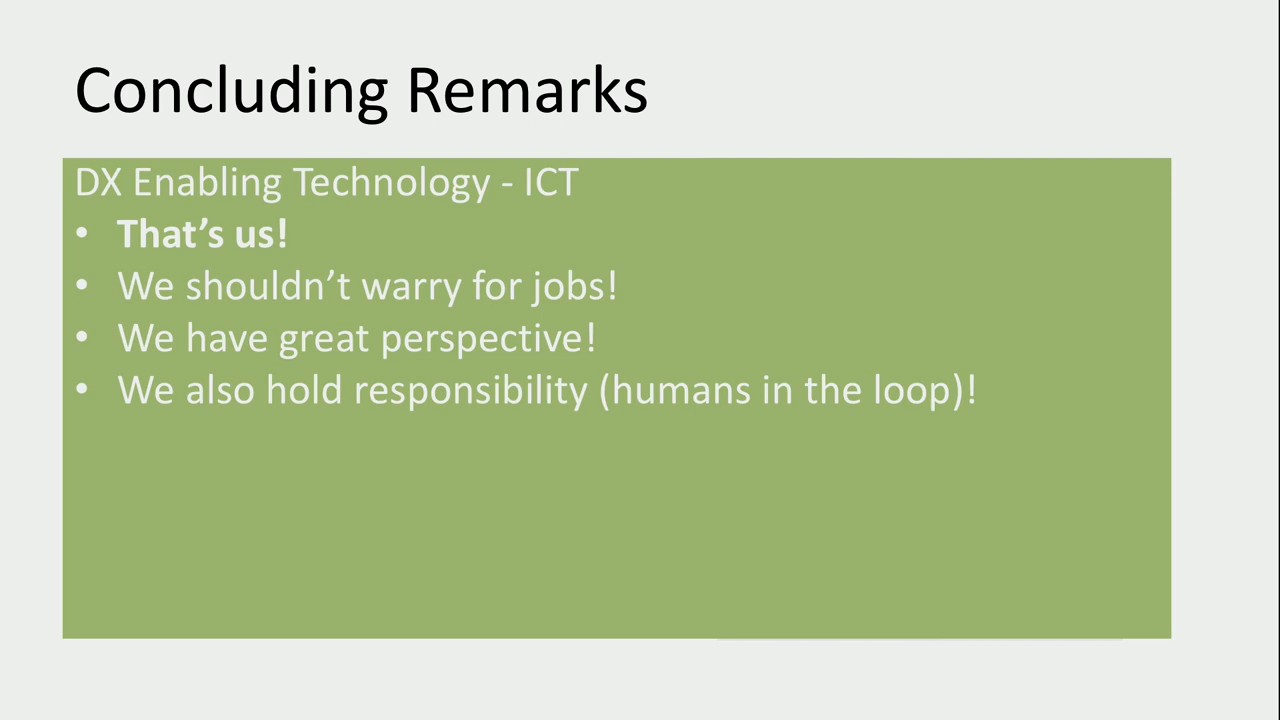 Concluding Remarks
DX Enabling Technology - ICT
• That’s us!
• We shouldn’t warry for jobs!
• We have great perspective!
• We also hold responsibility (humans in the loop)!